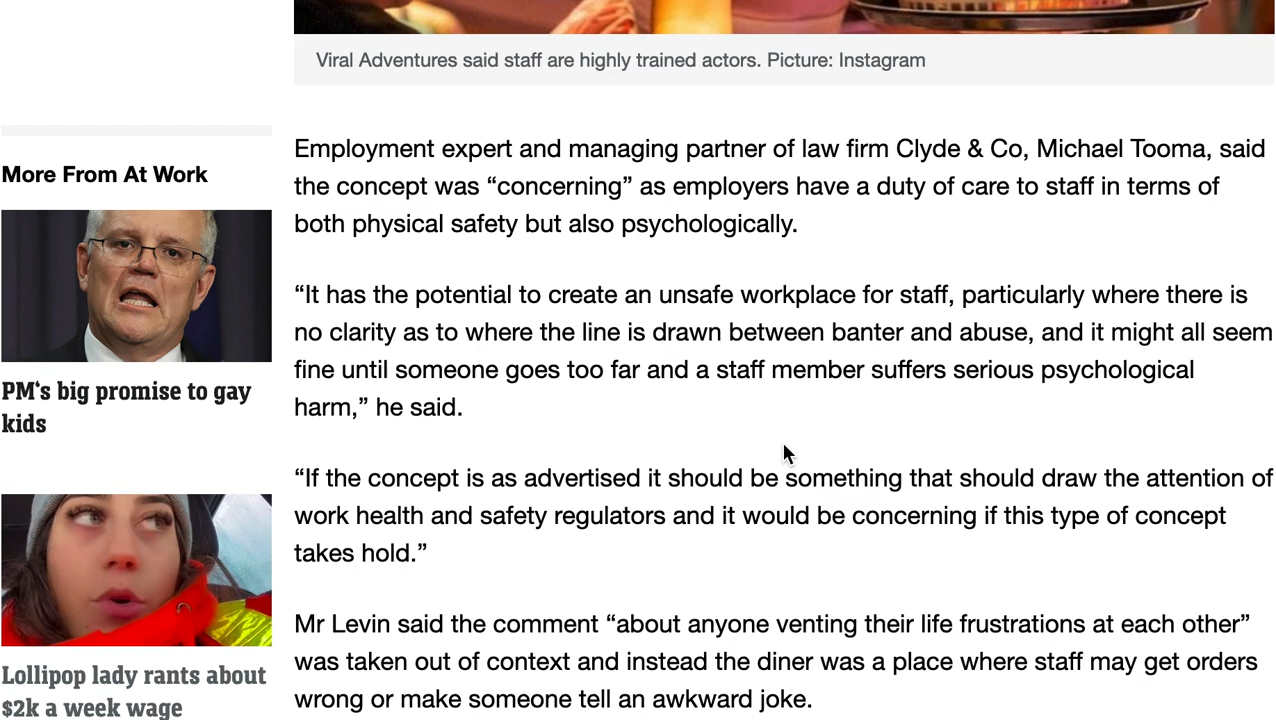 Viral Adventures said staff are highly trained actors. Picture: Instagram
More From At Work
PM‘s big promise to gay
kids
Lollipop lady rants about
$2k a week wage
Employment expert and managing partner of law firm Clyde & Co, Michael Tooma, said
the concept was “concerning” as employers have a duty of care to staff in terms of
both physical safety but also psychologically.
“It has the potential to create an unsafe workplace for staff, particularly where there is
no clarity as to where the line is drawn between banter and abuse, and it might all seem
fine until someone goes too far and a staff member suffers serious psychological
harm,” he said.
“If the concept is as advertised it should be something that should draw the attention of
work health and safety regulators and it would be concerning if this type of concept
takes hold.”
Mr Levin said the comment “about anyone venting their life frustrations at each other”
was taken out of context and instead the diner was a place where staff may get orders
wrong or make someone tell an awkward joke.